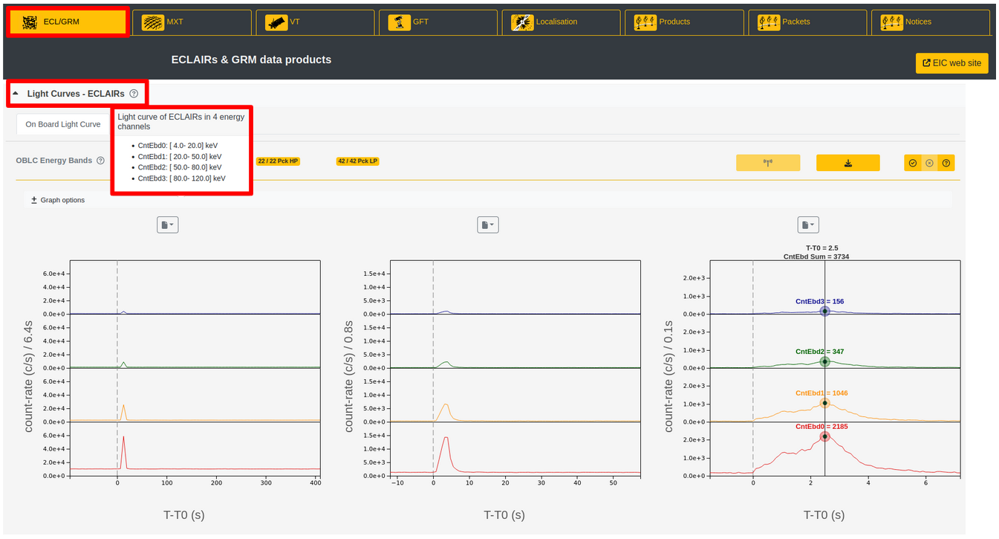 ECL/GRM
MXT
VT
GFT
Localisation
Products
Packets
Notices
ECLAIRs & GRM data products
EIC web site
Light Curves - ECLAIRs
On Board Light Curve
Light curve of ECLAIRs in 4 energy
channels
• CntEbd0: [ 4.0- 20.0] keV
• CntEbd1: [ 20.0- 50.0] keV
• CntEbd2: [ 50.0- 80.0] keV
• CntEbd3: [ 80.0- 120.0] keV
OBLC Energy Bands
22 / 22 Pck HP
42 / 42 Pck LP
± Graph options
count-rate (c/s) / 6.4s
6.0e+4
4.0e+4
2.0e+4
0.0e+0
6.0e+4
4.0e+4
2.0e+4
0.0e+0
6.0e+4
4.0e+4
2.0e+4
0.0e+0
6.0e+4
4.0e+4
2.0e+4
0.0e+0
0 100 200 300 400
T-T0 (s)
count-rate (c/s) / 0.8s
1.5e+4
1.0e+4
5.0e+3
0.0e+0
1.5e+4
1.0e+4
5.0e+3
0.0e+0
1.5e+4
1.0e+4
5.0e+3
0.0e+0
1.5e+4
1.0e+4
5.0e+3
0.0e+0
−10 0 10 20 30 40 50
T-T0 (s)
T-T0 = 2.5
CntEbd Sum = 3734
count-rate (c/s) / 0.1s
2.0e+3
1.0e+3
0.0e+0
2.0e+3
1.0e+3
0.0e+0
2.0e+3
1.0e+3
0.0e+0
2.0e+3
1.0e+3
0.0e+0
CntEbd3 = 156
CntEbd2 = 347
CntEbd1 = 1046
CntEbd0 = 2185
0 2 4 6
T-T0 (s)